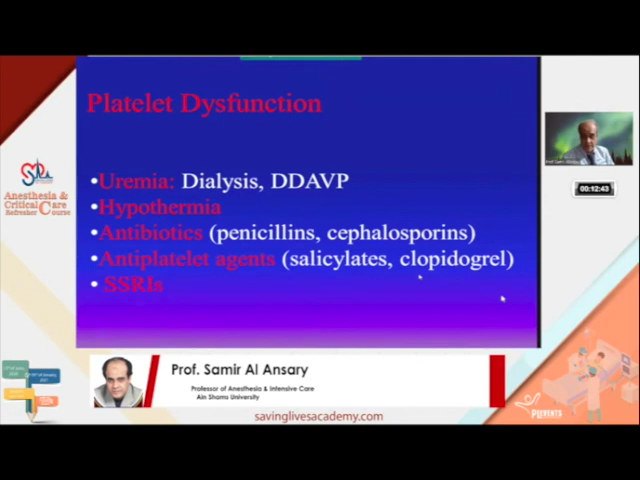 Platelet Dysfunction
•Uremia: Dialysis, DDAVP
•Hypothermia
•Antibiotics (penicillins, cephalosporins)
•Antiplatelet agents (salicylates, clopidogrel)
• SSRIs
Anesthesia &
Critical Care
Refresher Course
00:12:43
Prof. Samir Al Ansary
Professor of Anesthesia & Intensive Care
Ain Shams University
savinglivesacademy.com